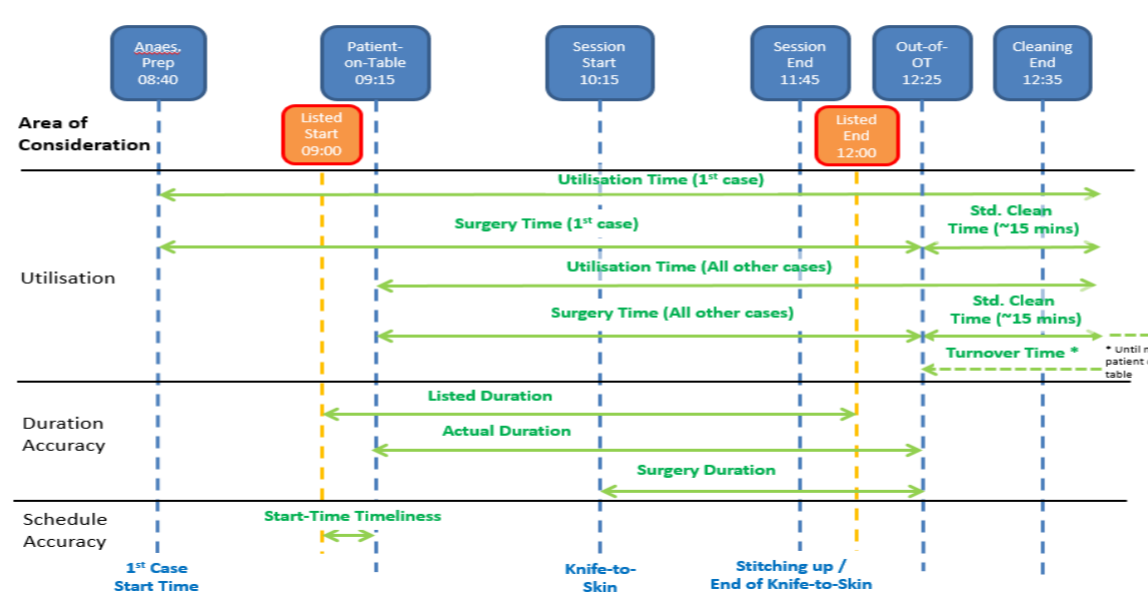 Anaes.
Prep
08:40
Patient-
on-Table
09:15
Session
Start
10:15
Session
End
11:45
Out-of-
OT
12:25
Cleaning
End
12:35
Area of
Consideration
Listed
Start
09:00
Listed
End
12:00
Utilisation Time (1st case)
Surgery Time (1st case)
Std. Clean
Time (~15 mins)
Utilisation
Utilisation Time (All other cases)
Surgery Time (All other cases)
Std. Clean
Time (~15 mins)
Turnover Time *
* Until
patient
table
Duration
Accuracy
Listed Duration
Actual Duration
Surgery Duration
Schedule
Accuracy
Start-Time Timeliness
1st Case
Start Time
Knife-to-
Skin
Stitching up /
End of Knife-to-Skin